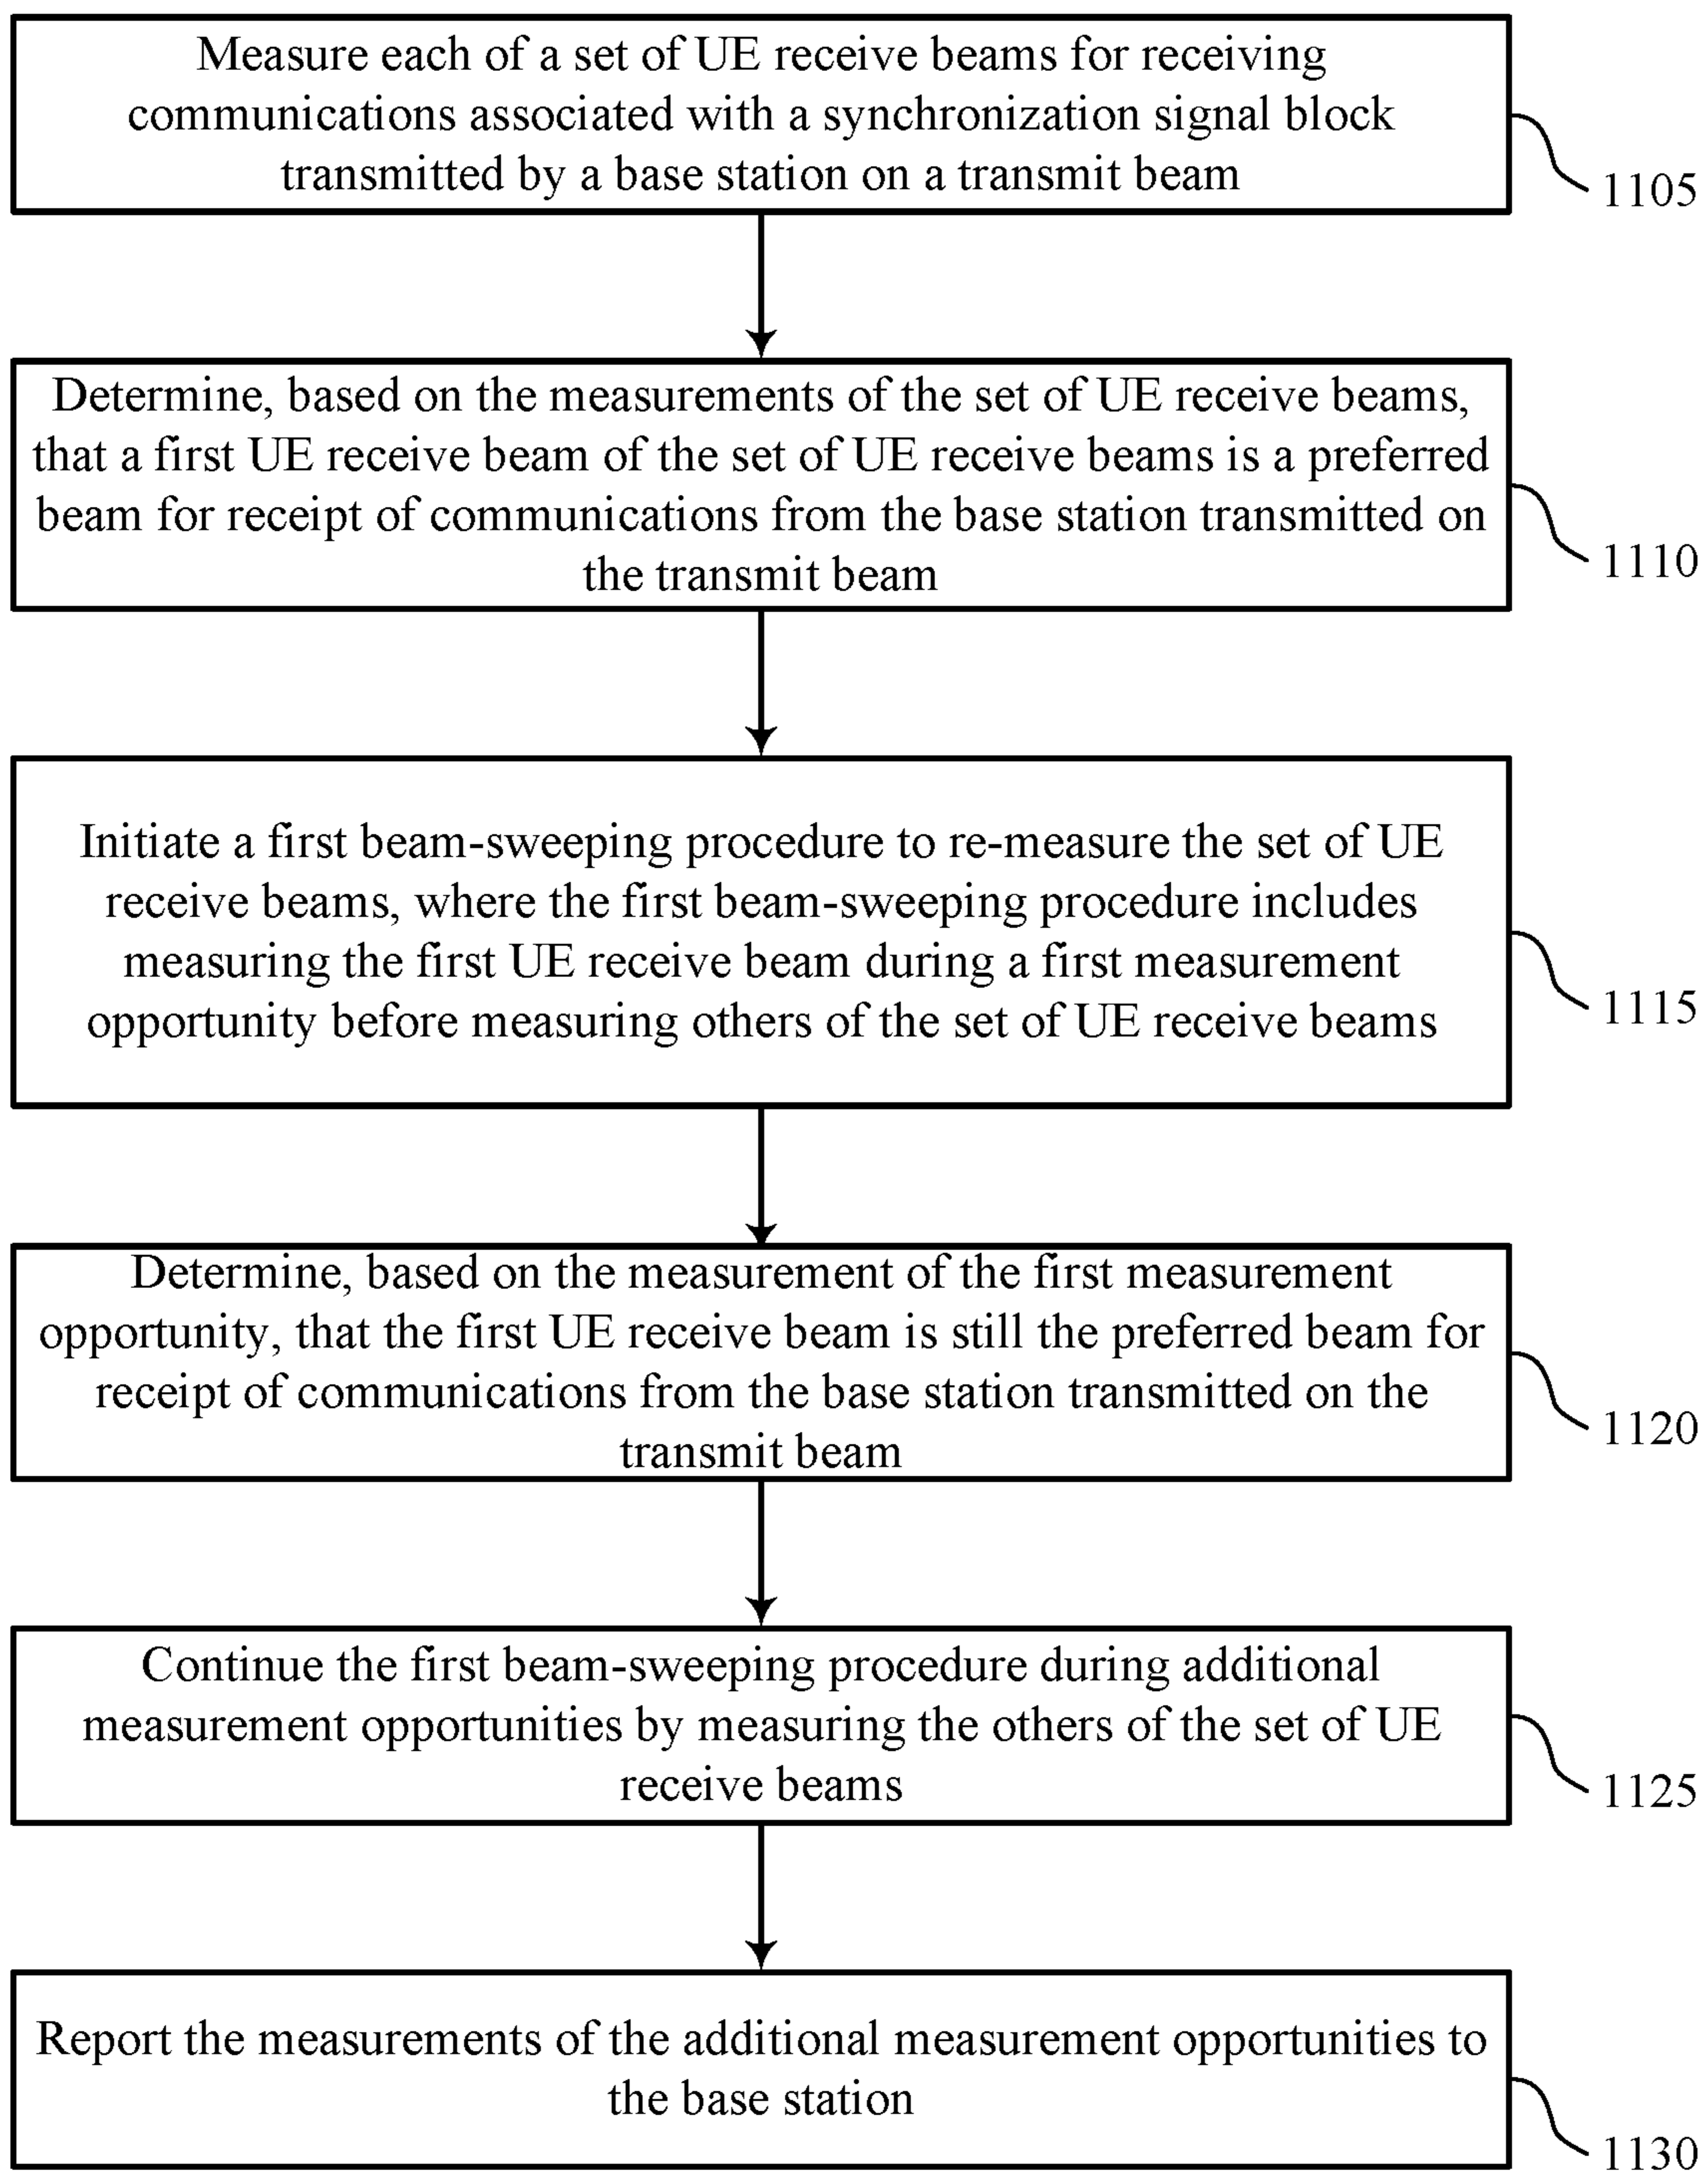 Measure each of a set of UE receive beams for receiving
communications associated with a synchronization signal block
transmitted by a base station on a transmit beam
1105
Determine, based on the measurements of the set of UE receive beams,
that a first UE receive beam of the set of UE receive beams is a preferred
beam for receipt of communications from the base station transmitted on
the transmit beam
1110
Initiate a first beam-sweeping procedure to re-measure the set of UE
receive beams, where the first beam-sweeping procedure includes
measuring the first UE receive beam during a first measurement
opportunity before measuring others of the set of UE receive beams
1115
Determine, based on the measurement of the first measurement
opportunity, that the first UE receive beam is still the preferred beam for
receipt of communications from the base station transmitted on the
transmit beam
1120
Continue the first beam-sweeping procedure during additional
measurement opportunities by measuring the others of the set of UE
receive beams
1125
Report the measurements of the additional measurement opportunities to
the base station
1130